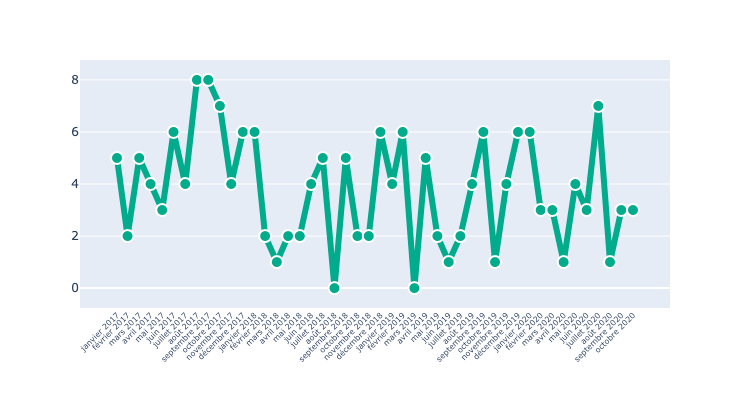 8
6
4
2
0
janvier 2017
février 2017
mars 2017
avril 2017
mai 2017
juin 2017
juillet 2017
août 2017
septembre 2017
octobre 2017
novembre 2017
décembre 2017
janvier 2018
février 2018
mars 2018
avril 2018
mai 2018
juin 2018
juillet 2018
août 2018
septembre 2018
octobre 2018
novembre 2018
décembre 2018
janvier 2019
février 2019
mars 2019
avril 2019
mai 2019
juin 2019
juillet 2019
août 2019
septembre 2019
octobre 2019
novembre 2019
décembre 2019
janvier 2020
février 2020
mars 2020
avril 2020
mai 2020
juin 2020
juillet 2020
août 2020
septembre 2020
octobre 2020